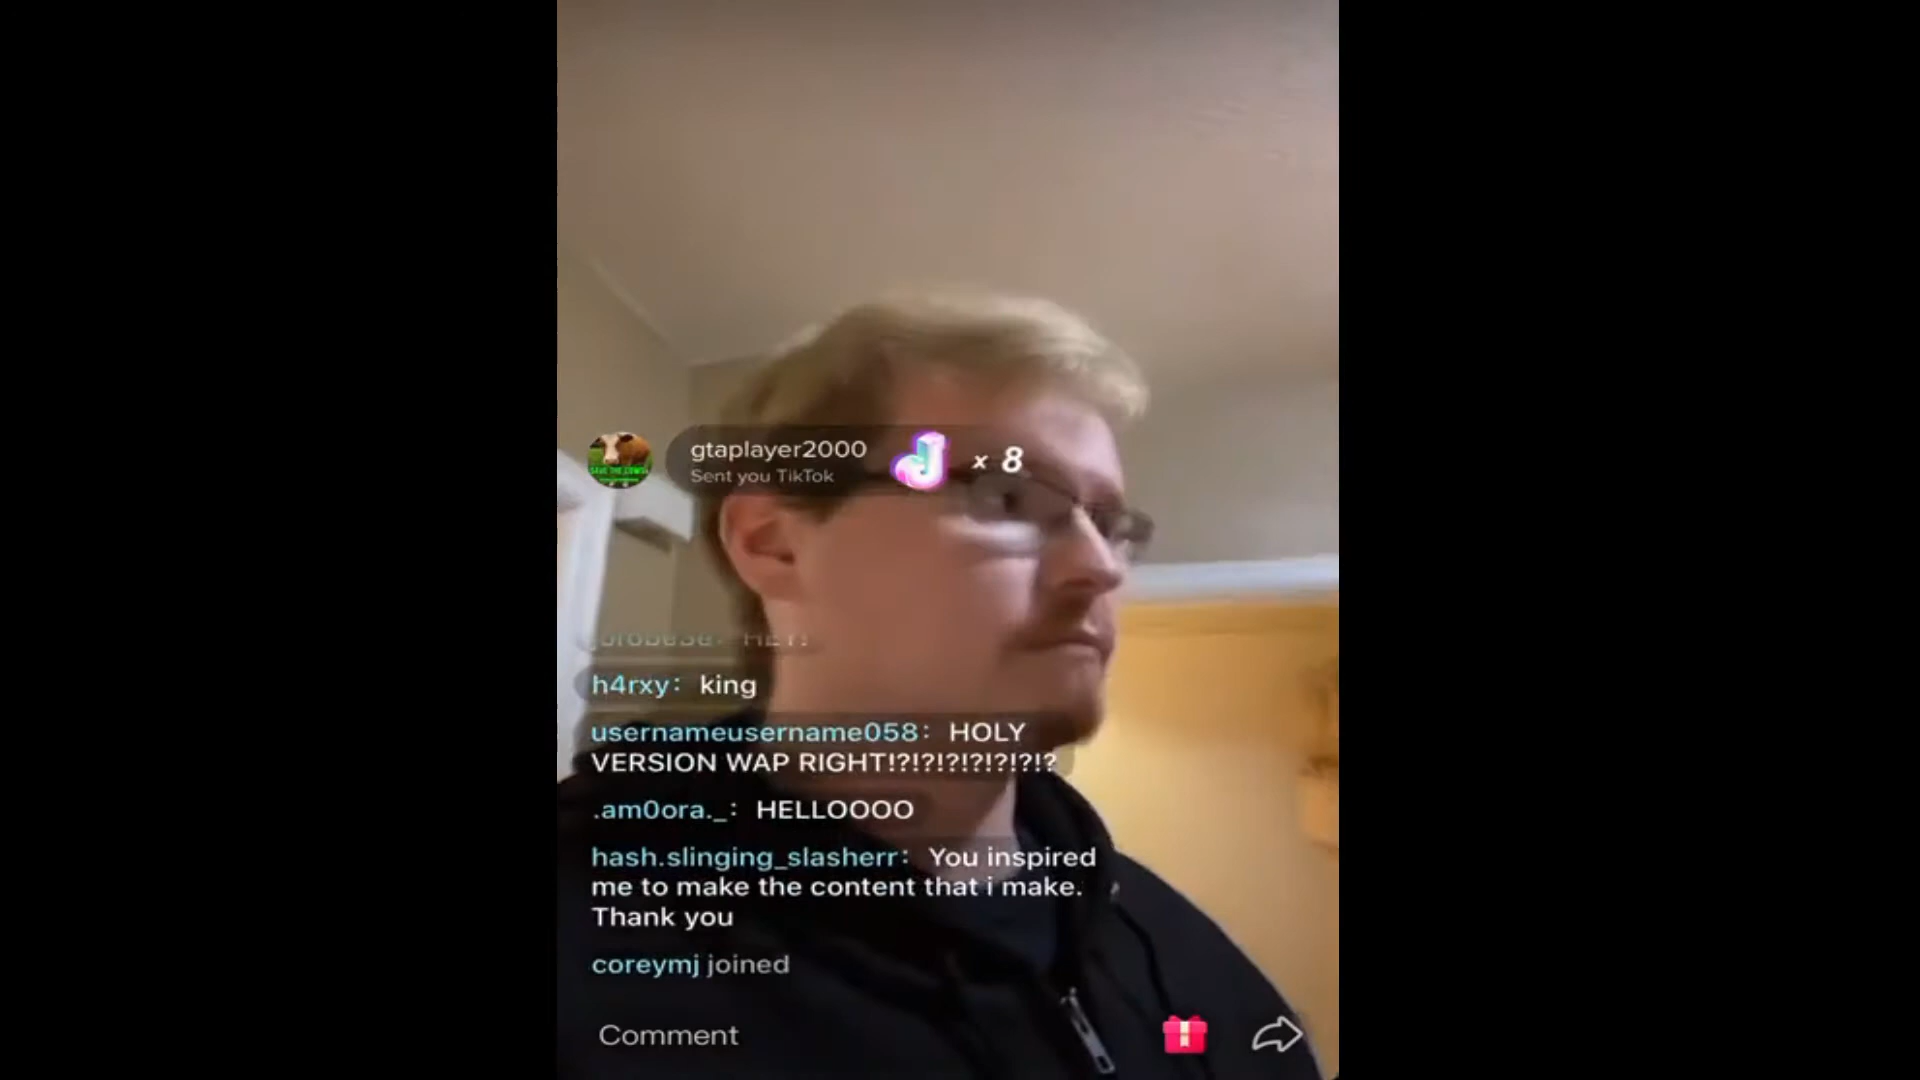 gtaplayer2000
Sent you TikTok
x 8
HEY!
h4rxy: king
usernameusername058: HOLY
VERSION WAP RIGHT!?!?!?!?!?!?!?
.am0ora._: HELLOOOO
hash.slinging_slasherr: You inspired
me to make the content that i make.
Thank you
coreymj joined
Comment